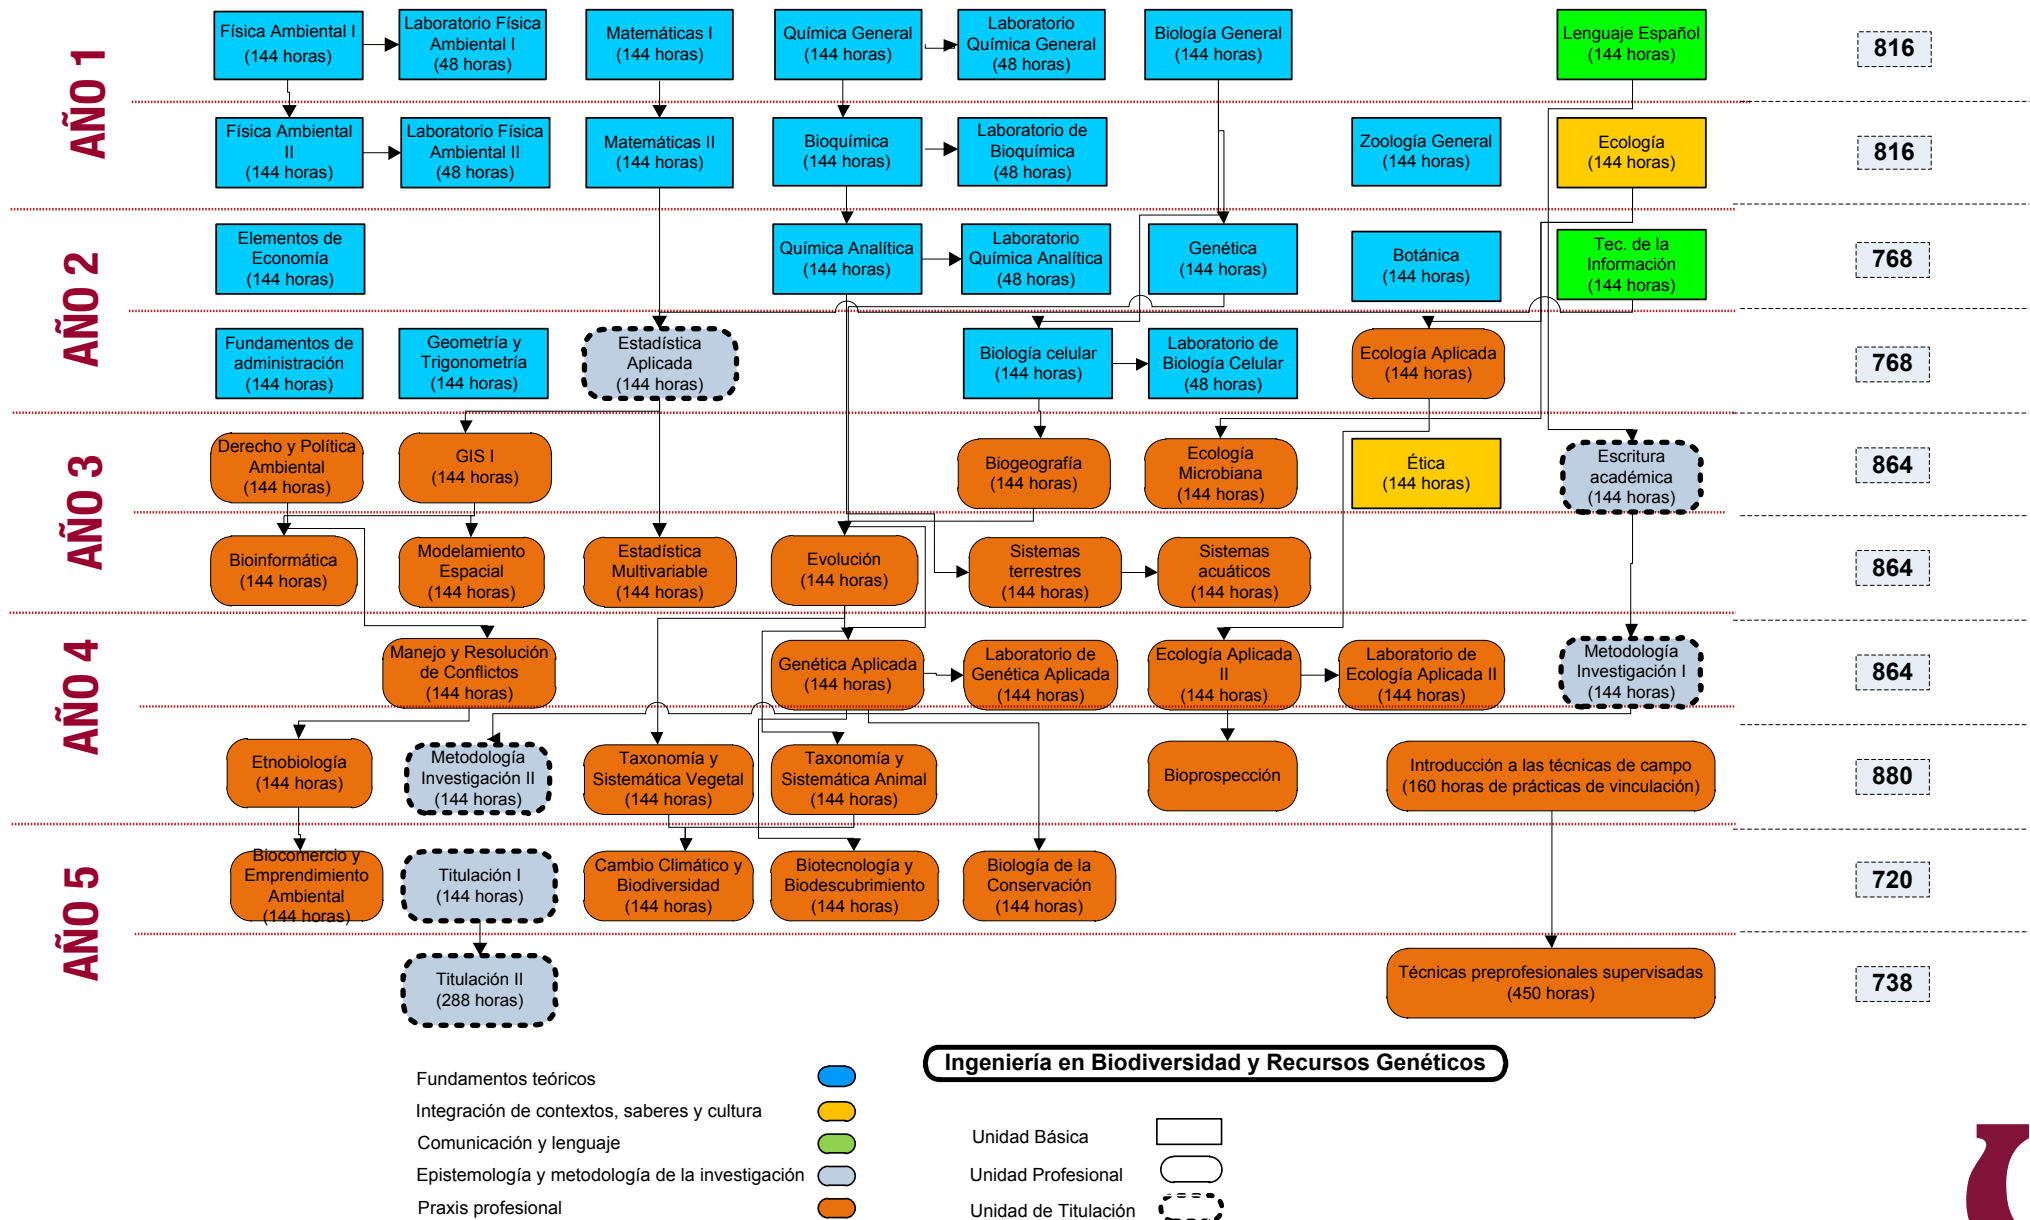 AÑO 1
Física Ambiental I
(144 horas)
Laboratorio Física
Ambiental I
(48 horas)
Matemáticas I
(144 horas)
Química General
(144 horas)
Laboratorio
Química General
(48 horas)
Biología General
(144 horas)
Lenguaje Español
(144 horas)
816
Física Ambiental
II
(144 horas)
Laboratorio Física
Ambiental II
(48 horas)
Matemáticas II
(144 horas)
Bioquímica
(144 horas)
Laboratorio de
Bioquímica
(48 horas)
Zoología General
(144 horas)
Ecología
(144 horas)
816
AÑO 2
Elementos de
Economía
(144 horas)
Química Analítica
(144 horas)
Laboratorio
Química Analítica
(48 horas)
Genética
(144 horas)
Botánica
(144 horas)
Tec. de la
Información
(144 horas)
768
Fundamentos de
administración
(144 horas)
Geometría y
Trigonometría
(144 horas)
Estadística
Aplicada
(144 horas)
Biología celular
(144 horas)
Laboratorio de
Biología Celular
(48 horas)
Ecología Aplicada
(144 horas)
768
AÑO 3
Derecho y Política
Ambiental
(144 horas)
GIS I
(144 horas)
Biogeografía
(144 horas)
Ecología
Microbiana
(144 horas)
Ética
(144 horas)
Escritura
académica
(144 horas)
864
Bioinformática
(144 horas)
Modelamiento
Espacial
(144 horas)
Estadística
Multivariable
(144 horas)
Evolución
(144 horas)
Sistemas
terrestres
(144 horas)
Sistemas
acuáticos
(144 horas)
864
AÑO 4
Manejo y Resolución
de Conflictos
(144 horas)
Genética Aplicada
(144 horas)
Laboratorio de
Genética Aplicada
(144 horas)
Ecología Aplicada
II
(144 horas)
Laboratorio de
Ecología Aplicada II
(144 horas)
Metodología
Investigación I
(144 horas)
864
Etnobiología
(144 horas)
Metodología
Investigación II
(144 horas)
Taxonomía y
Sistemática Vegetal
(144 horas)
Taxonomía y
Sistemática Animal
(144 horas)
Bioprospección
Introducción a las técnicas de campo
(160 horas de prácticas de vinculación)
880
AÑO 5
Biocomercio y
Emprendimiento
Ambiental
(144 horas)
Titulación I
(144 horas)
Cambio Climático y
Biodiversidad
(144 horas)
Biotecnología y
Biodescubrimiento
(144 horas)
Biología de la
Conservación
(144 horas)
720
Titulación II
(288 horas)
Técnicas preprofesionales supervisadas
(450 horas)
738
Ingeniería en Biodiversidad y Recursos Genéticos
Fundamentos teóricos
Integración de contextos, saberes y cultura
Comunicación y lenguaje
Epistemología y metodología de la investigación
Praxis profesional
Unidad Básica
Unidad Profesional
Unidad de Titulación